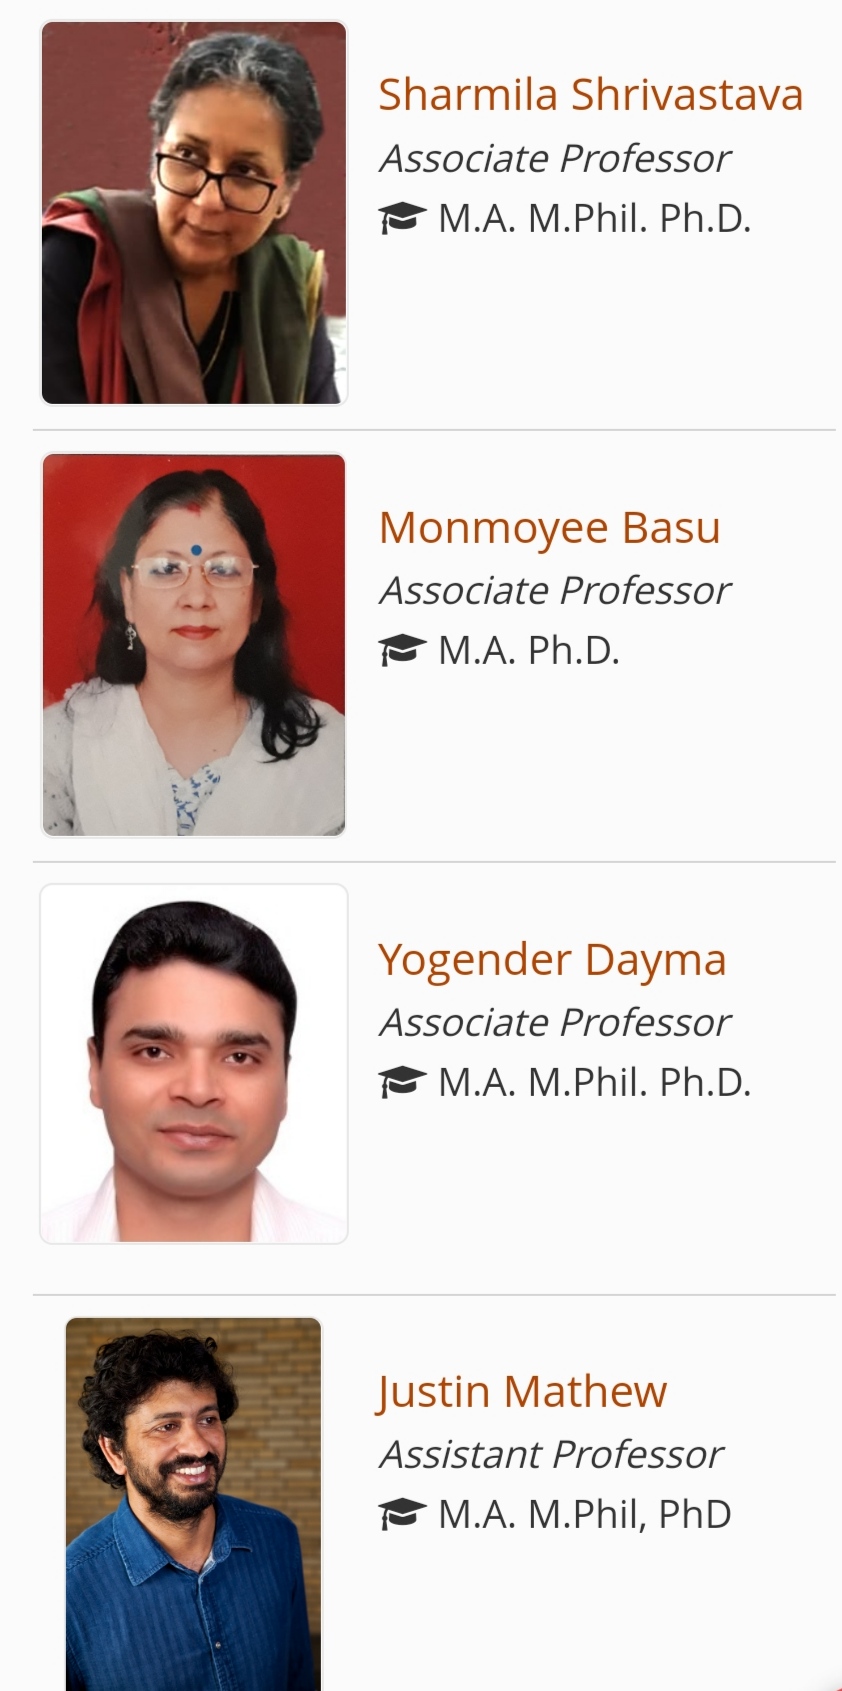 Sharmila Shrivastava
Associate Professor
M.A. M.Phil. Ph.D.
Monmoyee Basu
Associate Professor
M.A. Ph.D.
Yogender Dayma
Associate Professor
M.A. M.Phil. Ph.D.
Justin Mathew
Assistant Professor
M.A. M.Phil, PhD